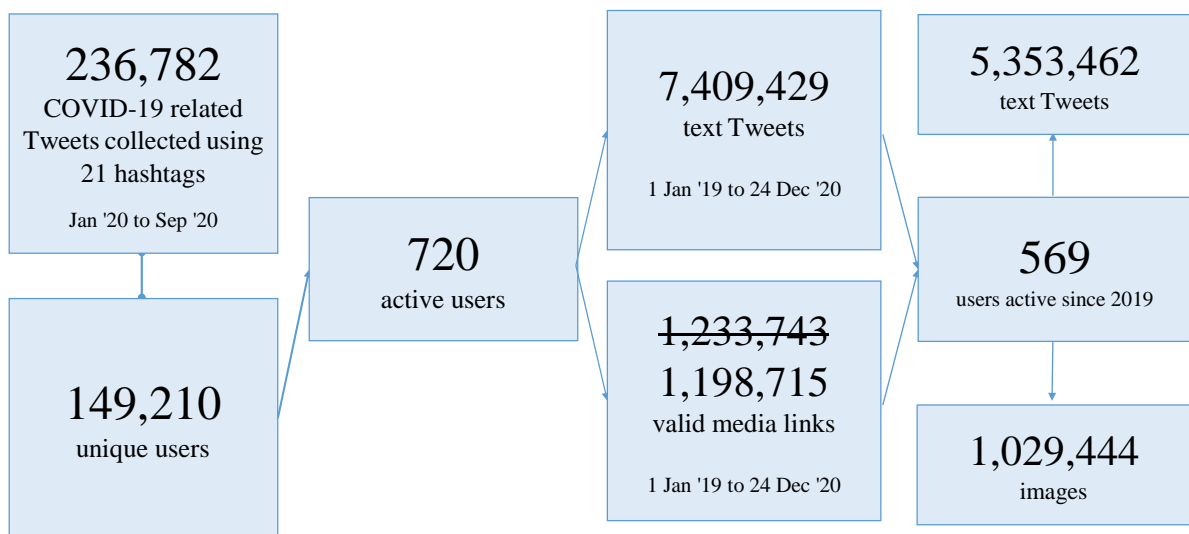 236,782
COVID-19 related
Tweets collected using
21 hashtags
Jan '20 to Sep '20
149,210
unique users
720
active users
7,409,429
text Tweets
1 Jan '19 to 24 Dec '20
1,233,743
1,198,715
valid media links
1 Jan '19 to 24 Dec '20
5,353,462
text Tweets
569
users active since 2019
1,029,444
images